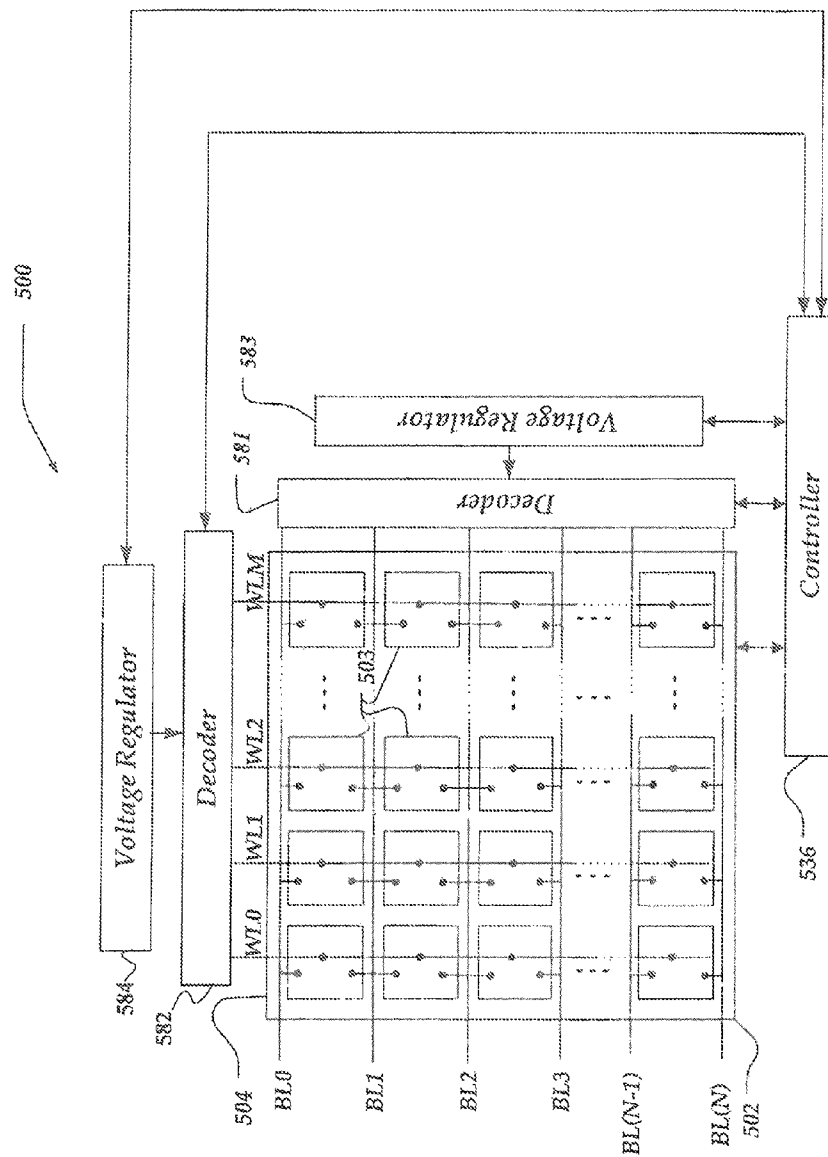 500
584
Voltage Regulator
582
Decoder
504
WL0
WL1
WL2
WLM
503
581
Decoder
583
Voltage Regulator
BL0
BL1
BL2
BL3
BL(N-1)
BL(N)
502
536
Controller